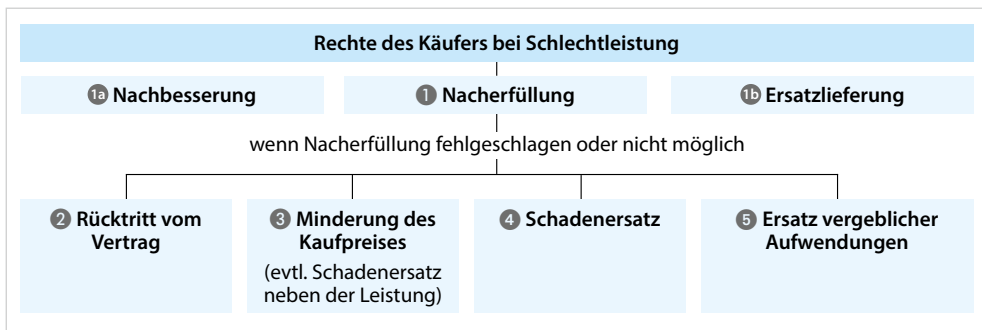 Rechte des Käufers bei Schlechtleistung
1a Nachbesserung
1 Nacherfüllung
1b Ersatzlieferung
wenn Nacherfüllung fehlgeschlagen oder nicht möglich
2 Rücktritt vom
Vertrag
3 Minderung des
Kaufpreises
(evtl. Schadenersatz
neben der Leistung)
4 Schadenersatz
5 Ersatz vergeblicher
Aufwendungen